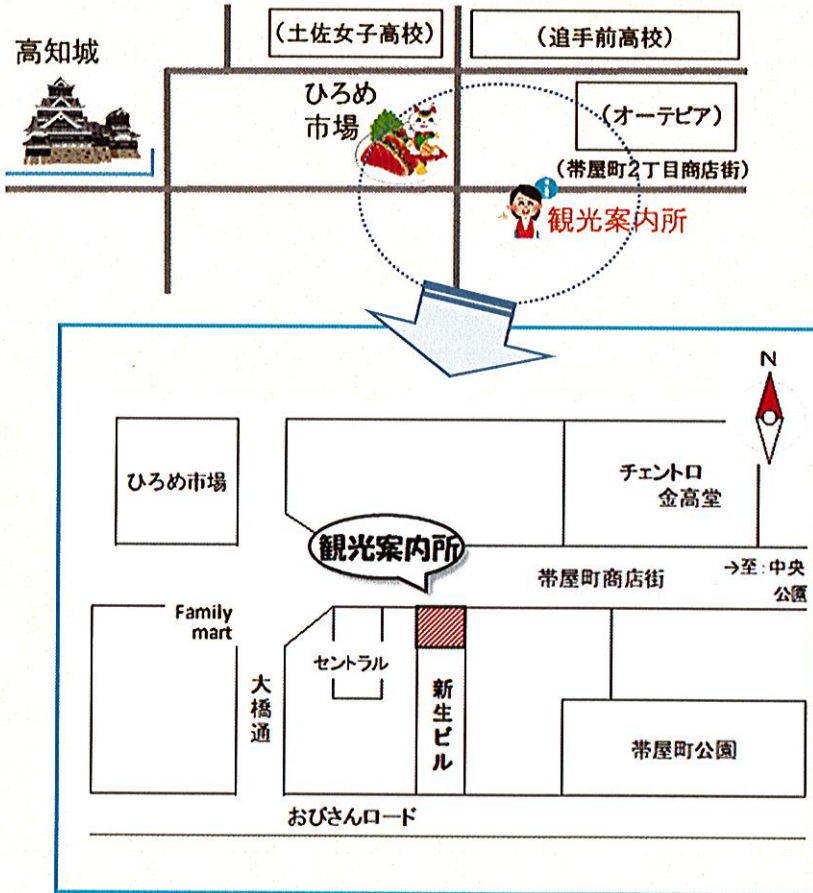 (土佐女子高校)
(追手前高校)
高知城
ひろめ
市場
(オーテピア)
(帯屋町2丁目商店街)
i
観光案内所
N
ひろめ市場
チェントロ
金高堂
観光案内所
帯屋町商店街
→至:中央
公園
Family
mart
セントラル
大橋通
新生ビル
帯屋町公園
おびさんロード